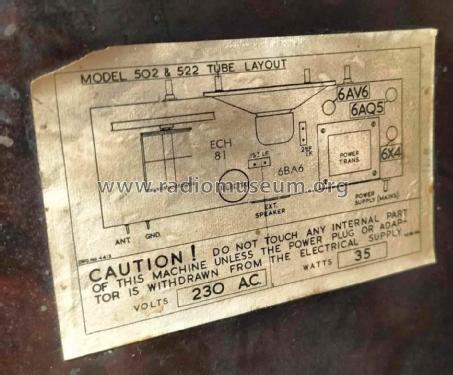 MODEL 502 & 522 TUBE LAYOUT
6AV6
6AQ5
ECH
81
1ST I.F.
2ND
I.F.
6BA6
POWER
TRANS.
6X4
www.radiomuseum.org
ANT.
GND.
EXT.
SPEAKER
POWER
SUPPLY (MAINS)
CAUTION! DO NOT TOUCH ANY INTERNAL PART
OF THIS MACHINE UNLESS THE POWER PLUG OR ADAP-
TOR IS WITHDRAWN FROM THE ELECTRICAL SUPPLY
VOLTS 230 A.C. WATTS 35